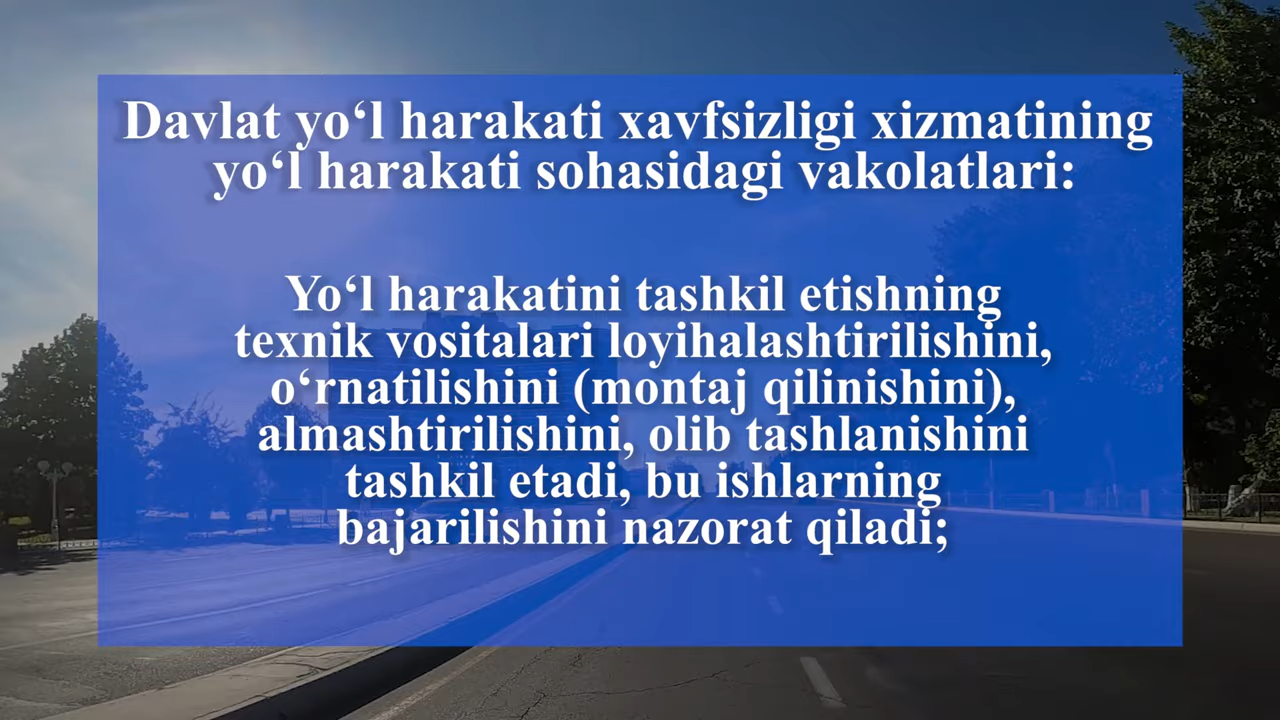 Davlat yo‘l harakati xavfsizligi xizmatining
yo‘l harakati sohasidagi vakolatlari:
Yo‘l harakatini tashkil etishning
texnik vositalari loyihalashtirilishini,
o‘rnatilishini (montaj qilinishini),
almashtirilishini, olib tashlanishini
tashkil etadi, bu ishlarning
bajarilishini nazorat qiladi;